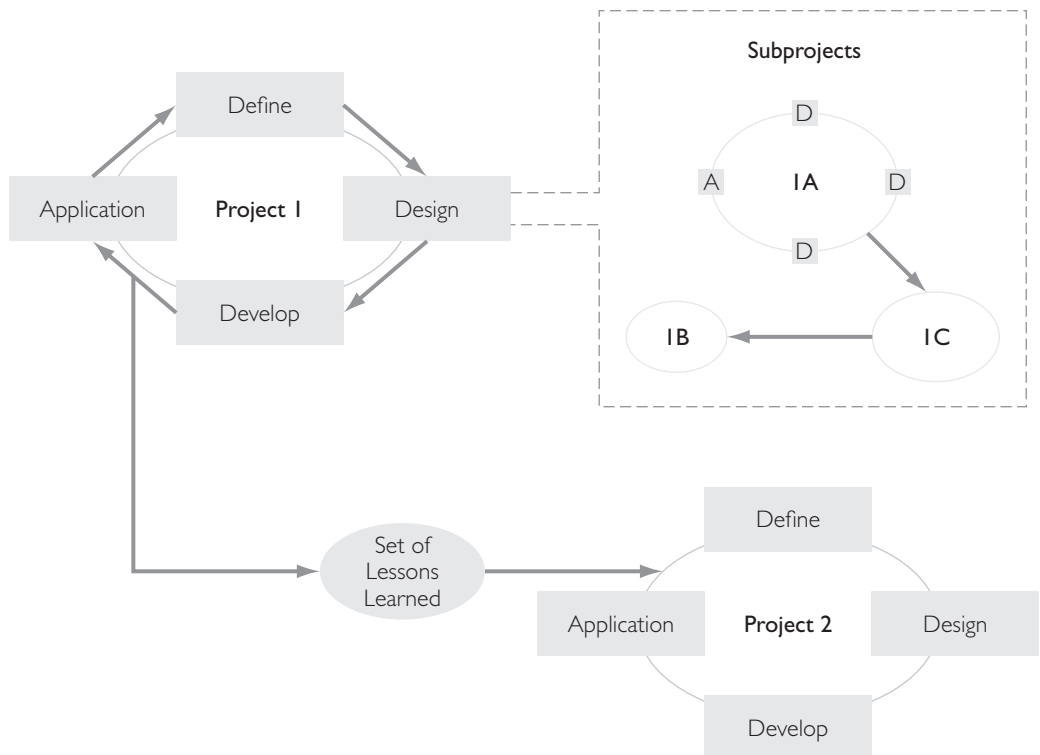 Subprojects
Define
Application
Project 1
Design
Develop
D
A
1A
D
D
1B
1C
Set of
Lessons
Learned
Define
Application
Project 2
Design
Develop